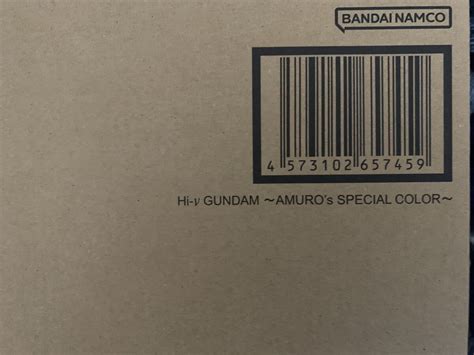 BANDAI NAMCO
4 573102 657459
Hi-ν GUNDAM ～AMURO's SPECIAL COLOR～